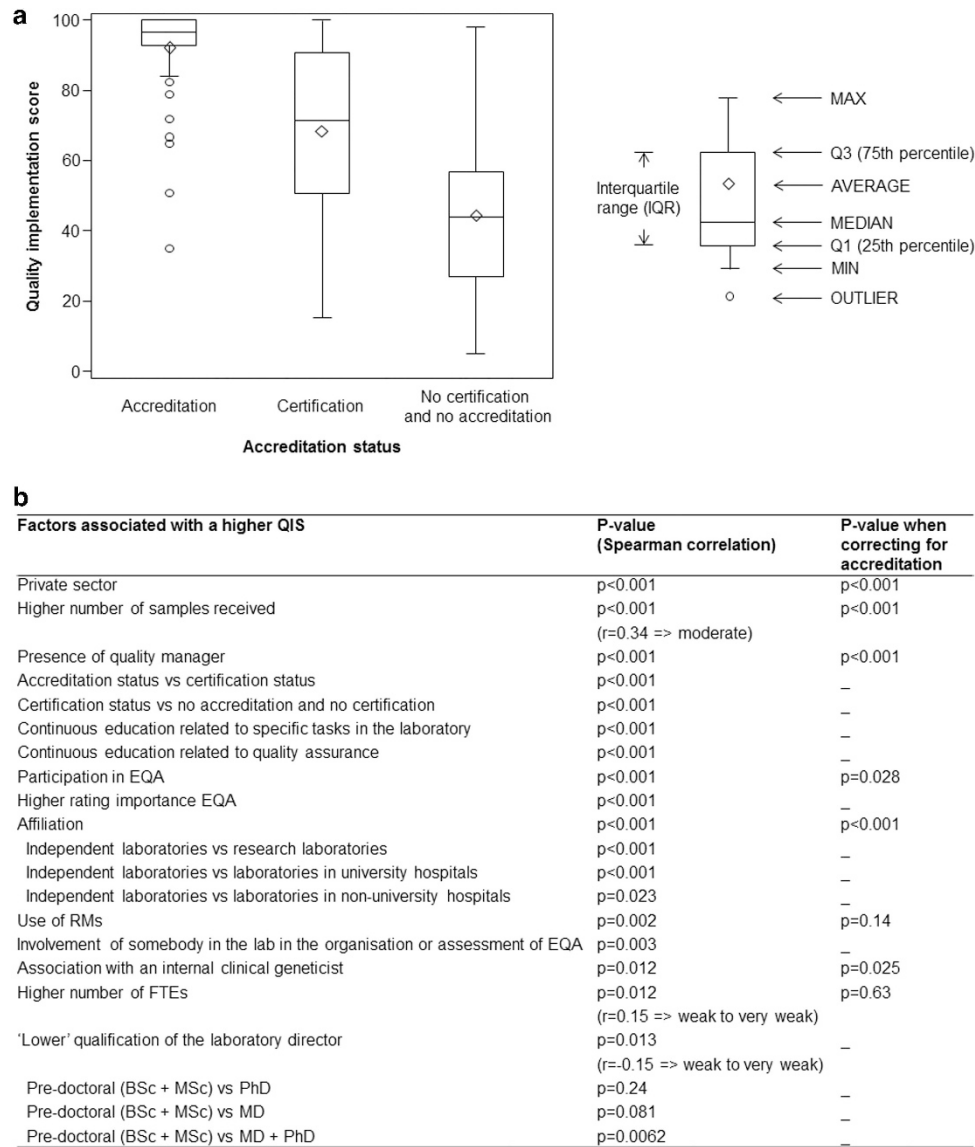 a
100
80
60
40
20
0
Quality implementation score
Accreditation
Certification
No certification
and no accreditation
Accreditation status
Interquartile
range (IQR)
MAX
Q3 (75th percentile)
AVERAGE
MEDIAN
Q1 (25th percentile)
MIN
OUTLIER
b
Factors associated with a higher QIS P-value P-value when
(Spearman correlation) correcting for
accreditation
Private sector p<0.001 p<0.001
Higher number of samples received p<0.001 p<0.001
(r=0.34 => moderate)
Presence of quality manager p<0.001 p<0.001
Accreditation status vs certification status p<0.001 _
Certification status vs no accreditation and no certification p<0.001 _
Continuous education related to specific tasks in the laboratory p<0.001 _
Continuous education related to quality assurance p<0.001 _
Participation in EQA p<0.001 p=0.028
Higher rating importance EQA p<0.001 _
Affiliation p<0.001 p<0.001
Independent laboratories vs research laboratories p<0.001 _
Independent laboratories vs laboratories in university hospitals p<0.001 _
Independent laboratories vs laboratories in non-university hospitals p=0.023 _
Use of RMs p=0.002 p=0.14
Involvement of somebody in the lab in the organisation or assessment of EQA p=0.003 _
Association with an internal clinical geneticist p=0.012 p=0.025
Higher number of FTEs p=0.012 p=0.63
(r=0.15 => weak to very weak)
'Lower' qualification of the laboratory director p=0.013 _
(r=-0.15 => weak to very weak)
Pre-doctoral (BSc + MSc) vs PhD p=0.24 _
Pre-doctoral (BSc + MSc) vs MD p=0.081 _
Pre-doctoral (BSc + MSc) vs MD + PhD p=0.0062 _